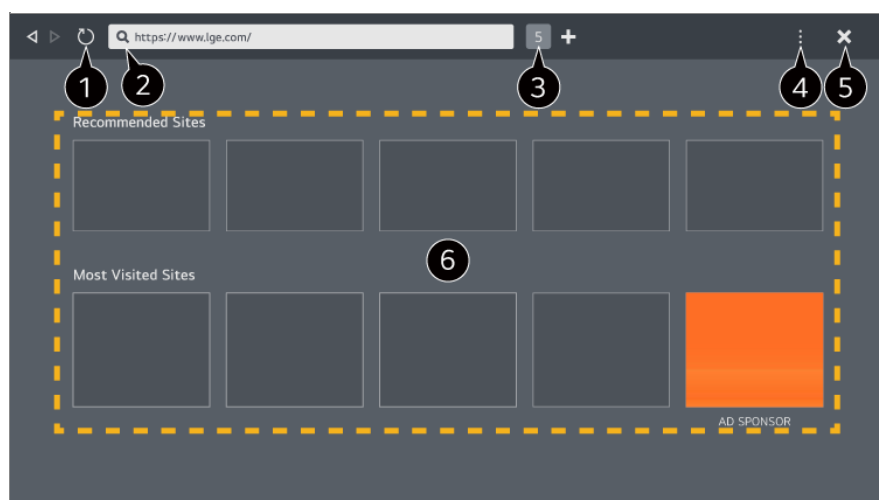 https://www.lge.com/ 5
1 2 3 4 5
Recommended Sites
6
Most Visited Sites
AD SPONSOR